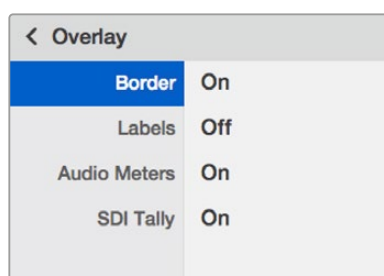 < Overlay
Border On
Labels Off
Audio Meters On
SDI Tally On